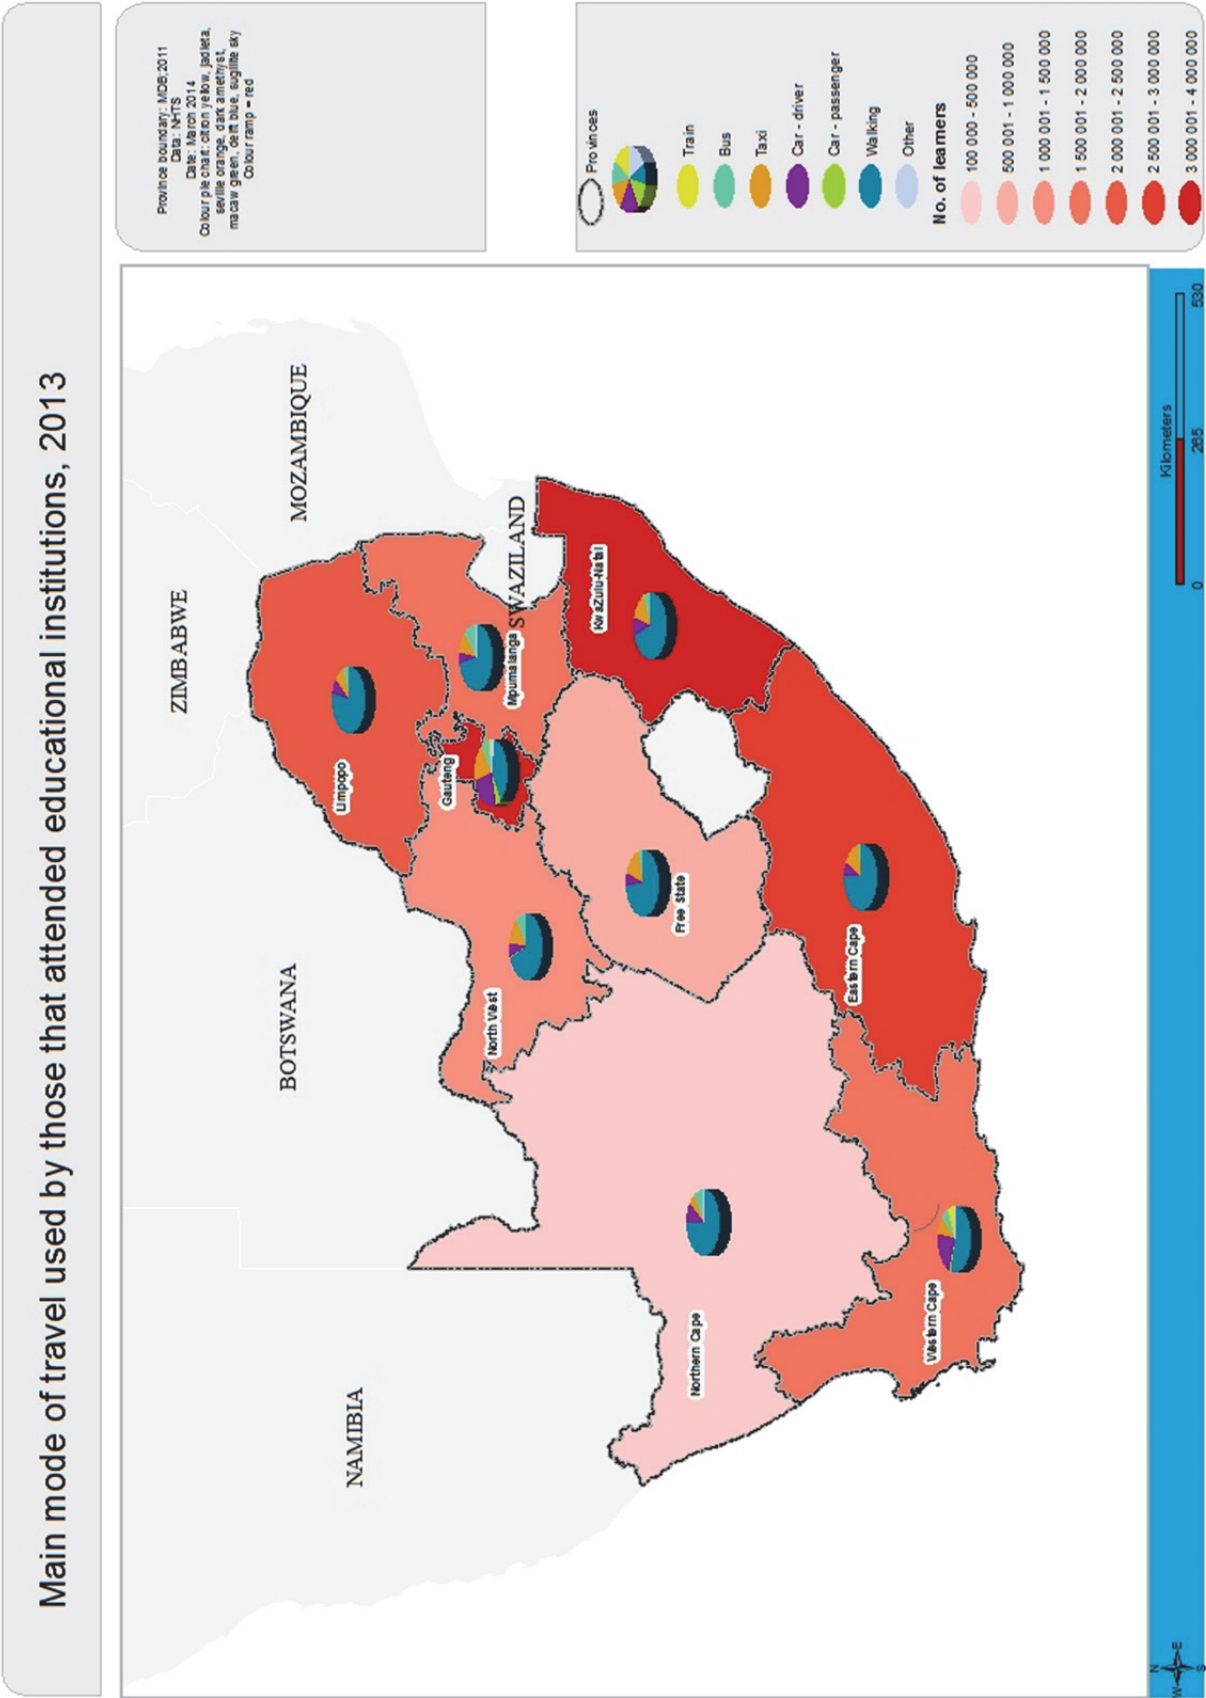 Main mode of travel used by those that attended educational institutions, 2013
Province boundary: MDB;2011
Data: NHTS
Date: March 2014
Colour pie chart: citron yellow, jadieta,
seville orange, dark amethyst,
macaw green, delft blue, sugilite sky
Colour ramp = red
ZIMBABWE
MOZAMBIQUE
BOTSWANA
NAMIBIA
SWAZILAND
Limpopo
Gauteng
Mpumalanga
North West
KwaZulu-Natal
Free State
Northern Cape
Eastern Cape
Western Cape
Provinces
Train
Bus
Taxi
Car - driver
Car - passenger
Walking
Other
No. of learners
100 000 - 500 000
500 001 - 1 000 000
1 000 001 - 1 500 000
1 500 001 - 2 000 000
2 000 001 - 2 500 000
2 500 001 - 3 000 000
3 000 001 - 4 000 000
N
W E
S
Kilometers
0 265 530